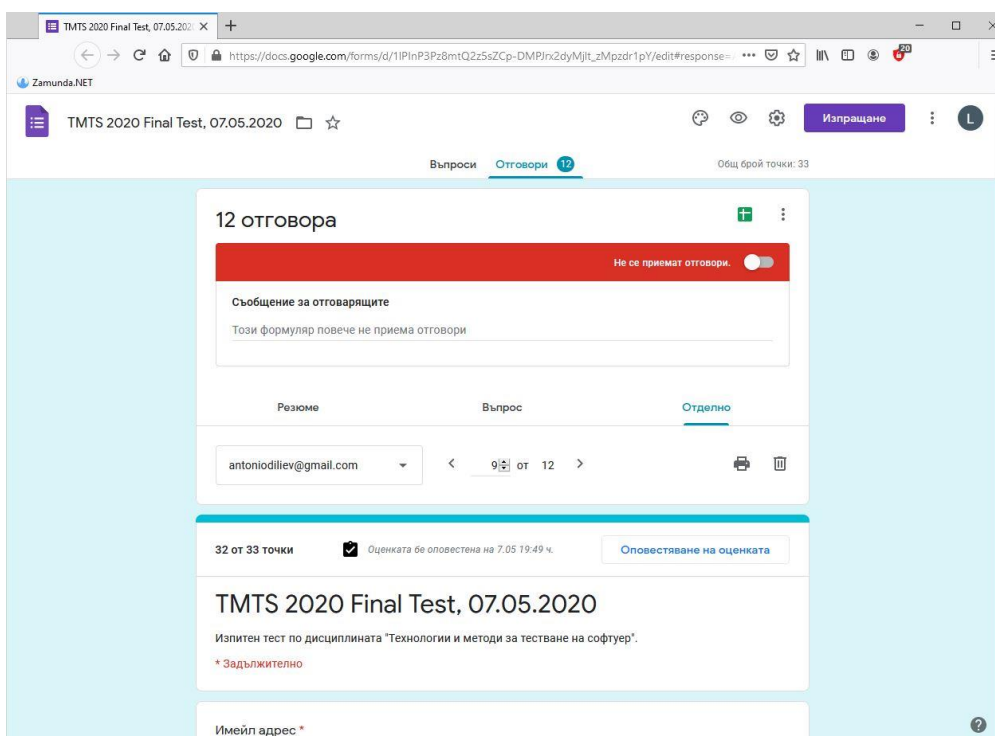 TMTS 2020 Final Test, 07.05.202
https://docs.google.com/forms/d/1IPInP3Pz8mtQ2z5sZCp-DMPJrx2dyMjlt_zMpzdr1pY/edit#response=
20
Zamunda.NET
TMTS 2020 Final Test, 07.05.2020
Изпращане
L
Въпроси Отговори 12 Общ брой точки: 33
12 отговора
Не се приемат отговори.
Съобщение за отговарящите
Този формуляр повече не приема отговори
Резюме Въпрос Отделно
antoniodiliev@gmail.com 9 от 12
32 от 33 точки Оценката бе оповестена на 7.05 19:49 ч. Оповестяване на оценката
TMTS 2020 Final Test, 07.05.2020
Изпитен тест по дисциплината "Технологии и методи за тестване на софтуер".
* Задължително
Имейл адрес *